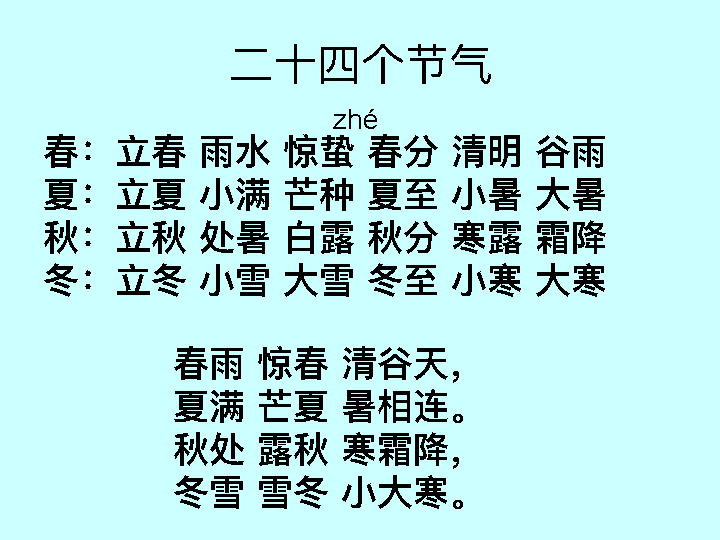 二十四个节气
zhé
春：立春 雨水 惊蛰 春分 清明 谷雨
夏：立夏 小满 芒种 夏至 小暑 大暑
秋：立秋 处暑 白露 秋分 寒露 霜降
冬：立冬 小雪 大雪 冬至 小寒 大寒
春雨 惊春 清谷天，
夏满 芒夏 暑相连。
秋处 露秋 寒霜降，
冬雪 雪冬 小大寒。